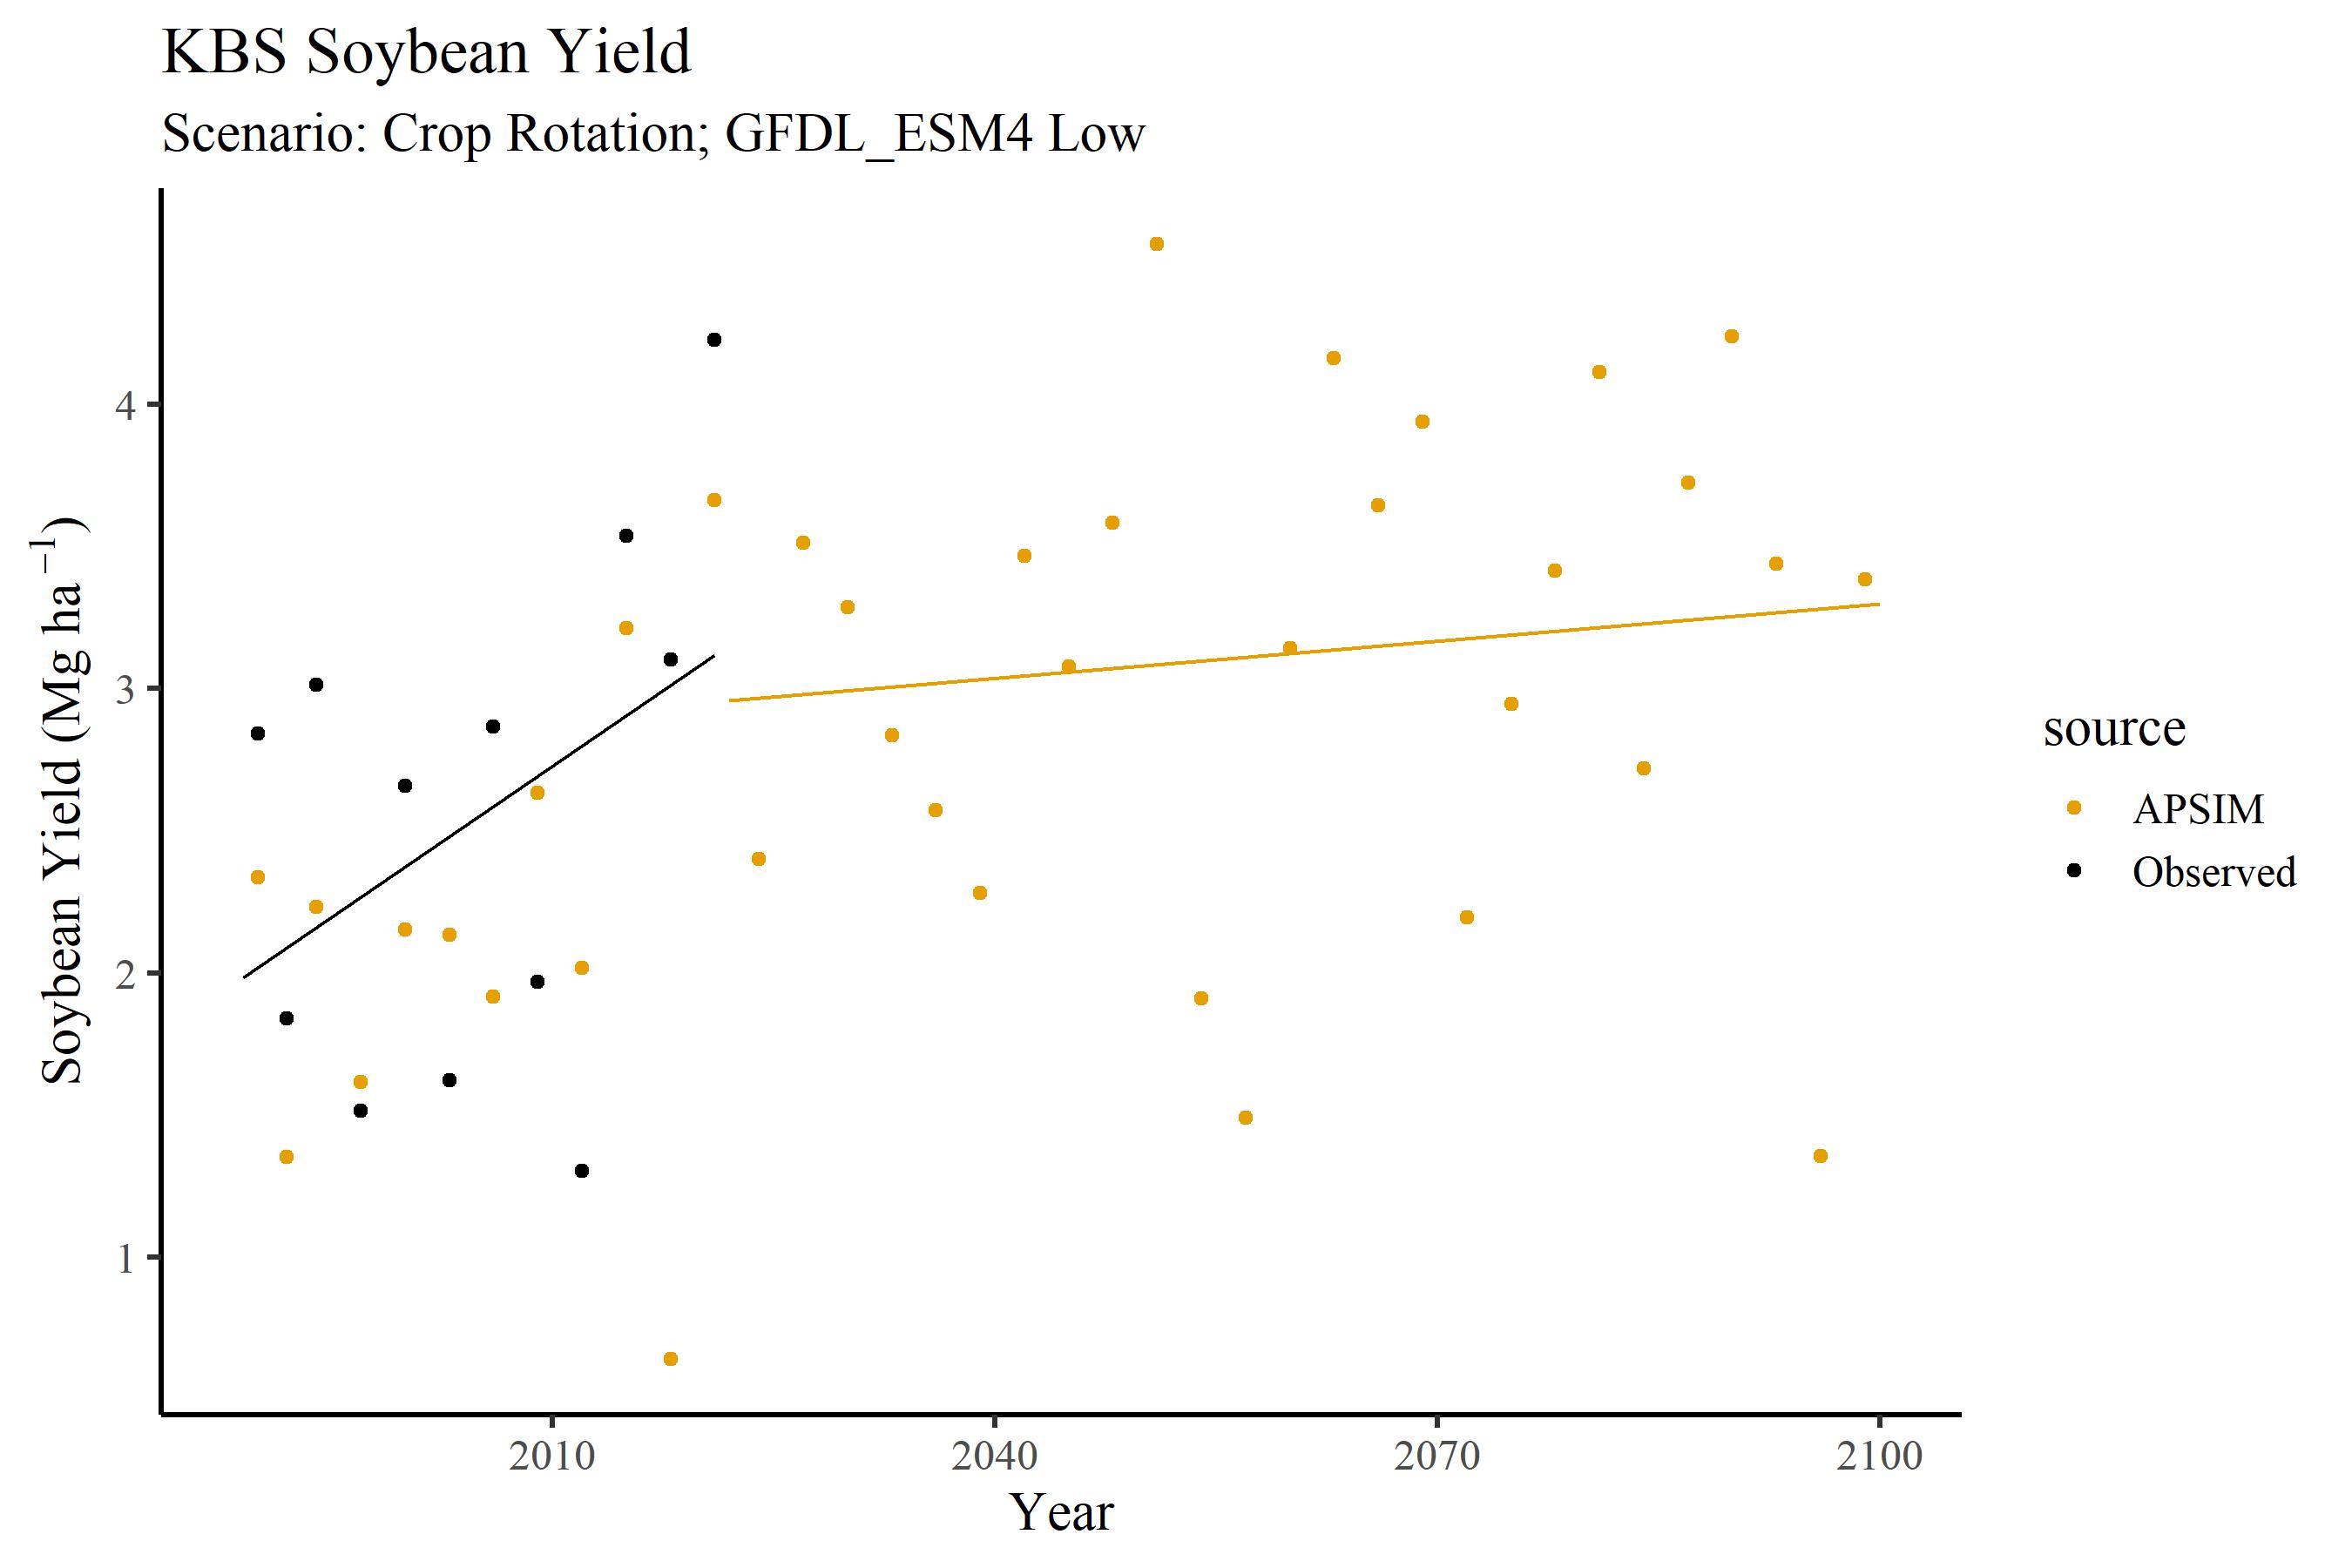 KBS Soybean Yield
Scenario: Crop Rotation; GFDL_ESM4 Low
Soybean Yield (Mg ha⁻¹)
4
3
2
1
2010 2040 2070 2100
Year
source
APSIM
Observed